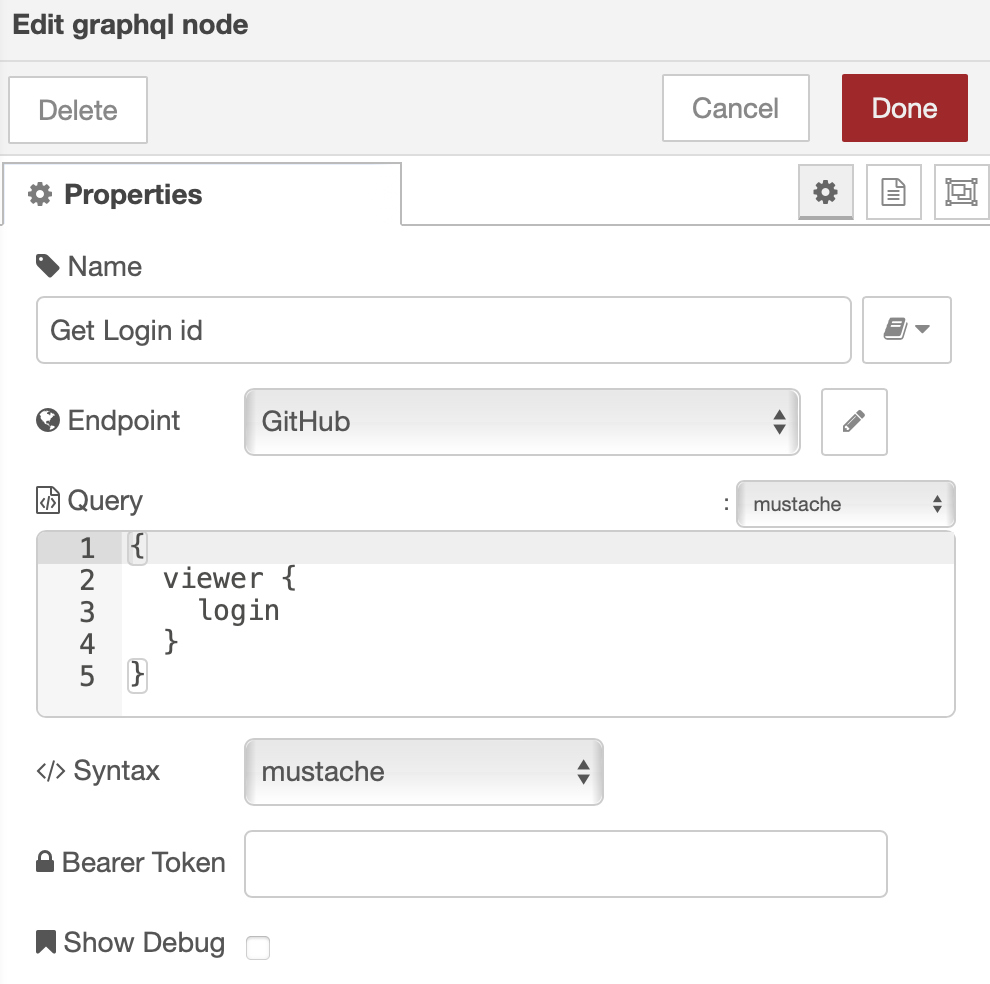 Edit graphql node
Delete
Cancel
Done
Properties
Name
Get Login id
Endpoint
GitHub
Query
: mustache
1 {
2   viewer {
3     login
4   }
5 }
</> Syntax
mustache
Bearer Token
Show Debug